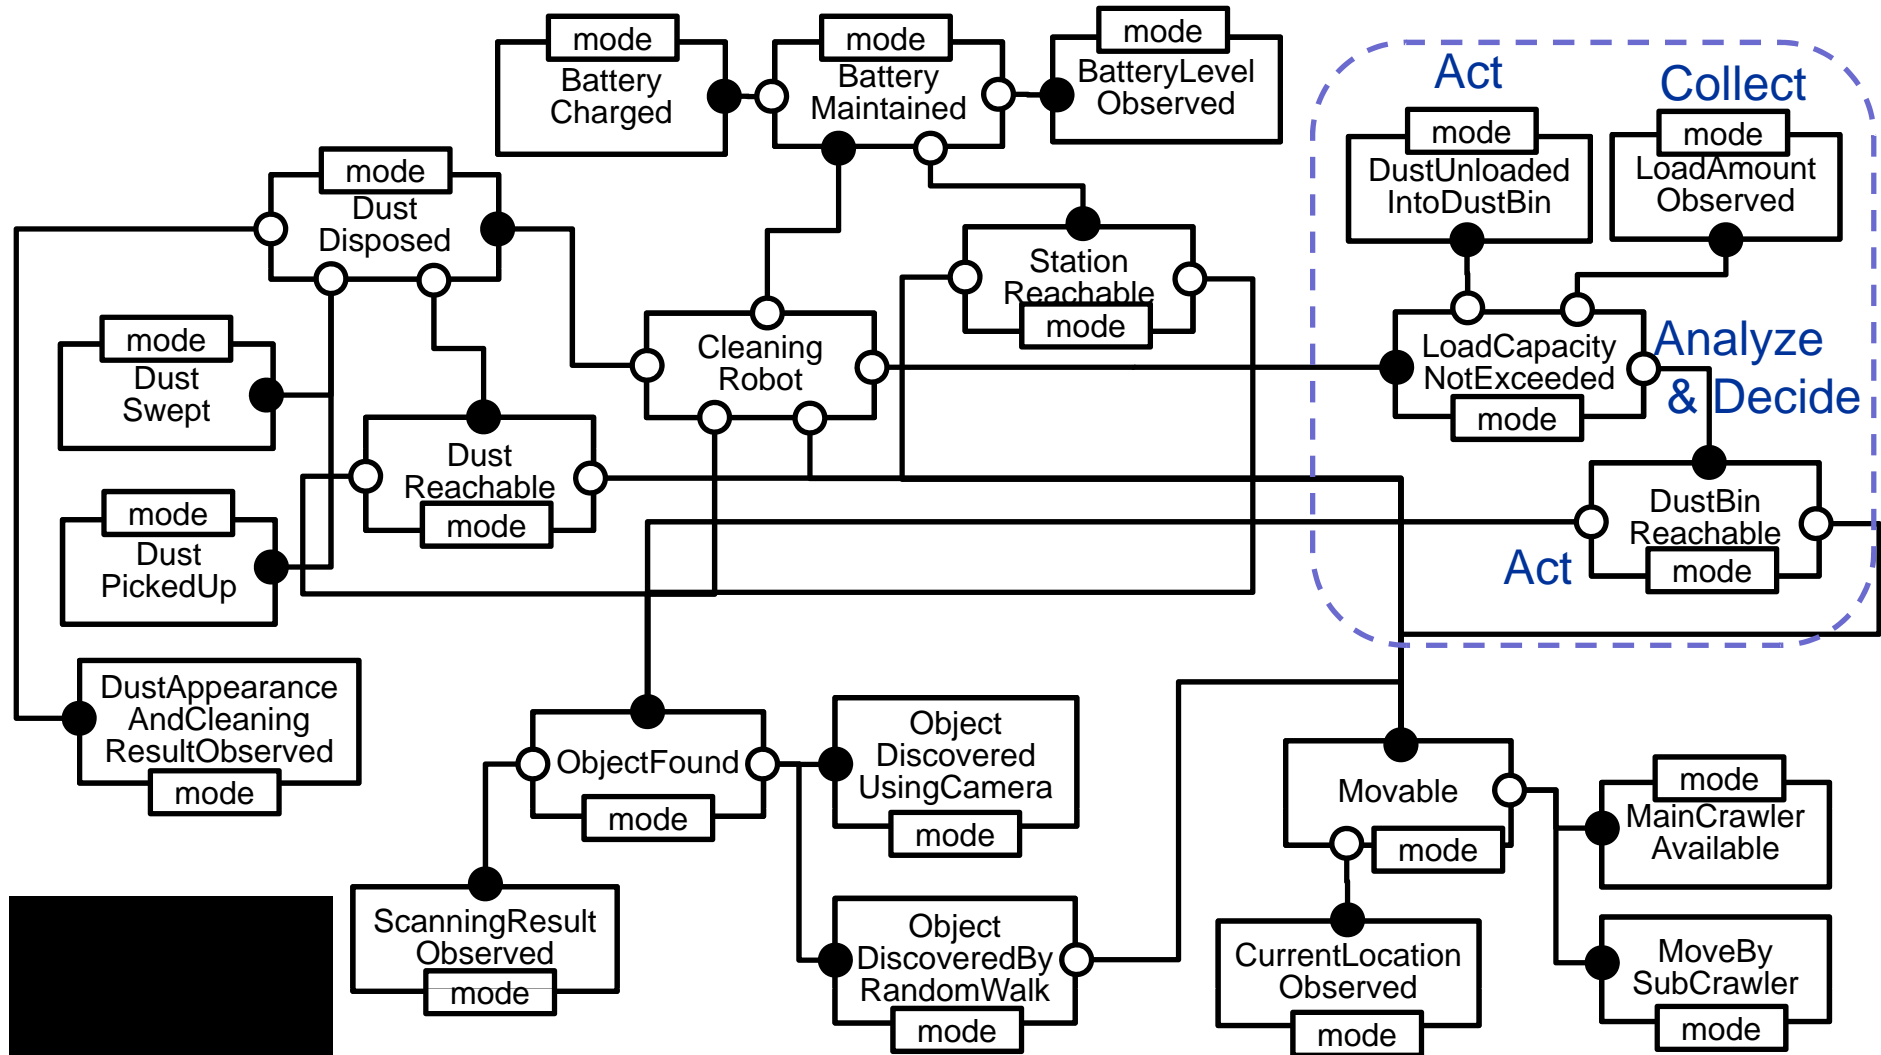 mode
Battery
Charged
mode
Battery
Maintained
mode
BatteryLevel
Observed
Act
Collect
mode
DustUnloaded
IntoDustBin
mode
LoadAmount
Observed
mode
Dust
Disposed
Station
Reachable
mode
mode
Dust
Swept
Cleaning
Robot
LoadCapacity
NotExceeded
mode
Analyze
& Decide
Dust
Reachable
mode
mode
Dust
PickedUp
DustBin
Reachable
mode
Act
DustAppearance
AndCleaning
ResultObserved
mode
ObjectFound
mode
Object
Discovered
UsingCamera
mode
Movable
mode
mode
MainCrawler
Available
ScanningResult
Observed
mode
Object
DiscoveredBy
RandomWalk
mode
CurrentLocation
Observed
mode
MoveBy
SubCrawler
mode